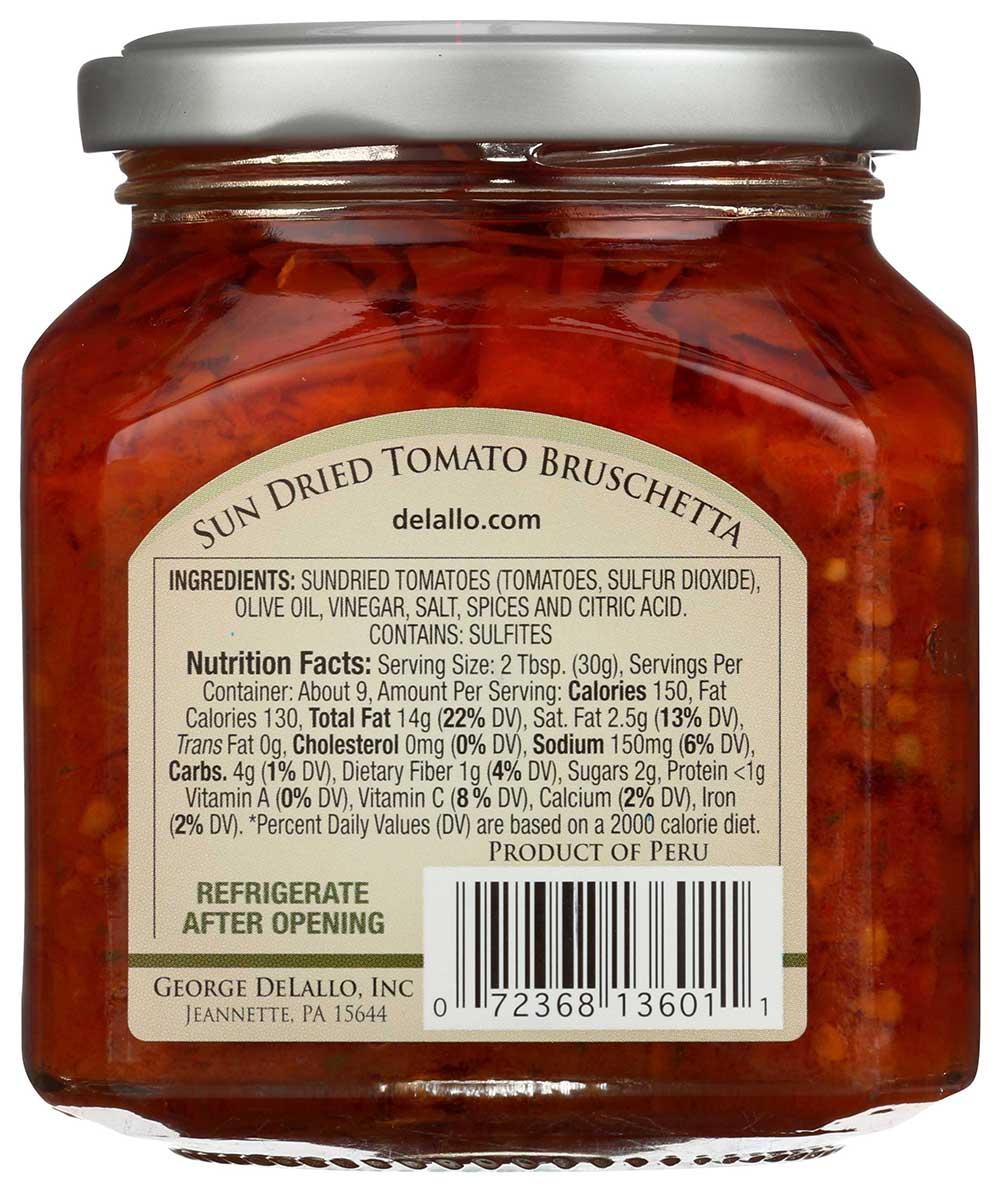 SUN DRIED TOMATO BRUSCHETTA
delallo.com
INGREDIENTS: SUNDRIED TOMATOES (TOMATOES, SULFUR DIOXIDE),
OLIVE OIL, VINEGAR, SALT, SPICES AND CITRIC ACID.
CONTAINS: SULFITES
Nutrition Facts: Serving Size: 2 Tbsp. (30g), Servings Per
Container: About 9, Amount Per Serving: Calories 150, Fat
Calories 130, Total Fat 14g (22% DV), Sat. Fat 2.5g (13% DV),
Trans Fat 0g, Cholesterol 0mg (0% DV), Sodium 150mg (6% DV),
Carbs. 4g (1% DV), Dietary Fiber 1g (4% DV), Sugars 2g, Protein <1g
Vitamin A (0% DV), Vitamin C (8% DV), Calcium (2% DV), Iron
(2% DV). *Percent Daily Values (DV) are based on a 2000 calorie diet.
PRODUCT OF PERU
REFRIGERATE
AFTER OPENING
GEORGE DELALLO, INC
JEANNETTE, PA 15644
0 72368 13601 1